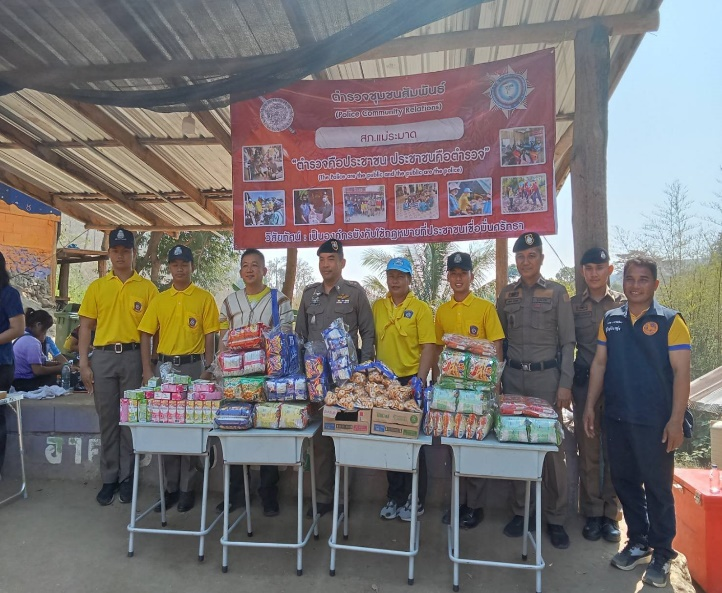 ตำรวจชุมชนสัมพันธ์
(Police Community Relations)
สภ.แม่ระมาด
"ตำรวจคือประชาชน ประชาชนคือตำรวจ"
(The Police are the public and the public are the police)
วิสัยทัศน์ : เป็นองค์กรบังคับใช้กฎหมายที่ประชาชนเชื่อมั่นศรัทธา